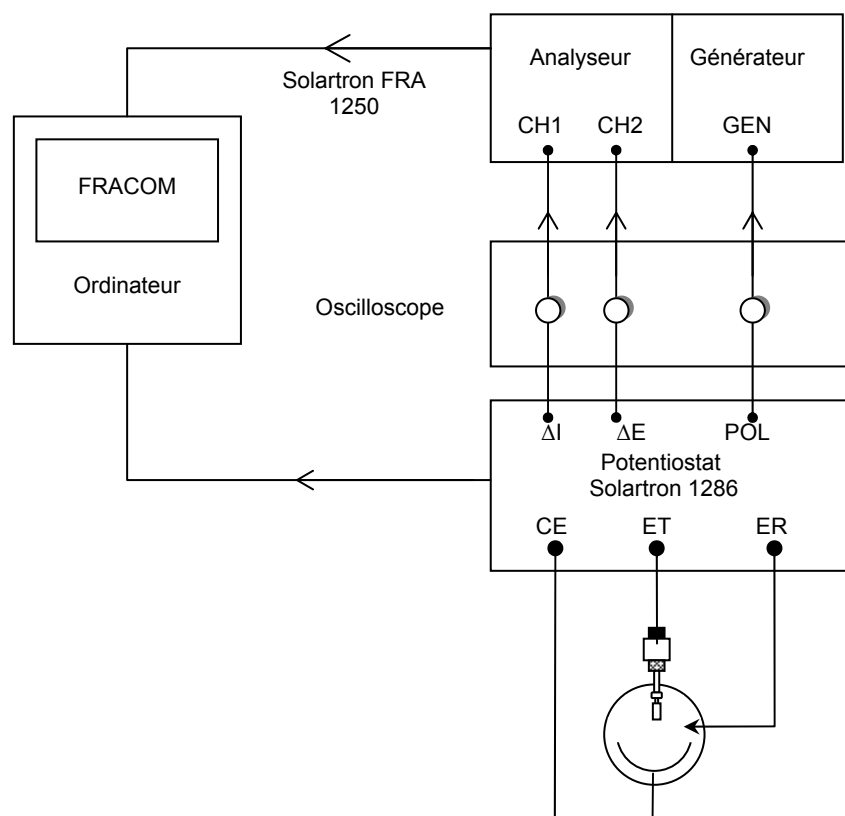 Analyseur
Générateur
Solartron FRA
1250
CH1
CH2
GEN
FRACOM
Ordinateur
Oscilloscope
ΔI
ΔE
POL
Potentiostat
Solartron 1286
CE
ET
ER